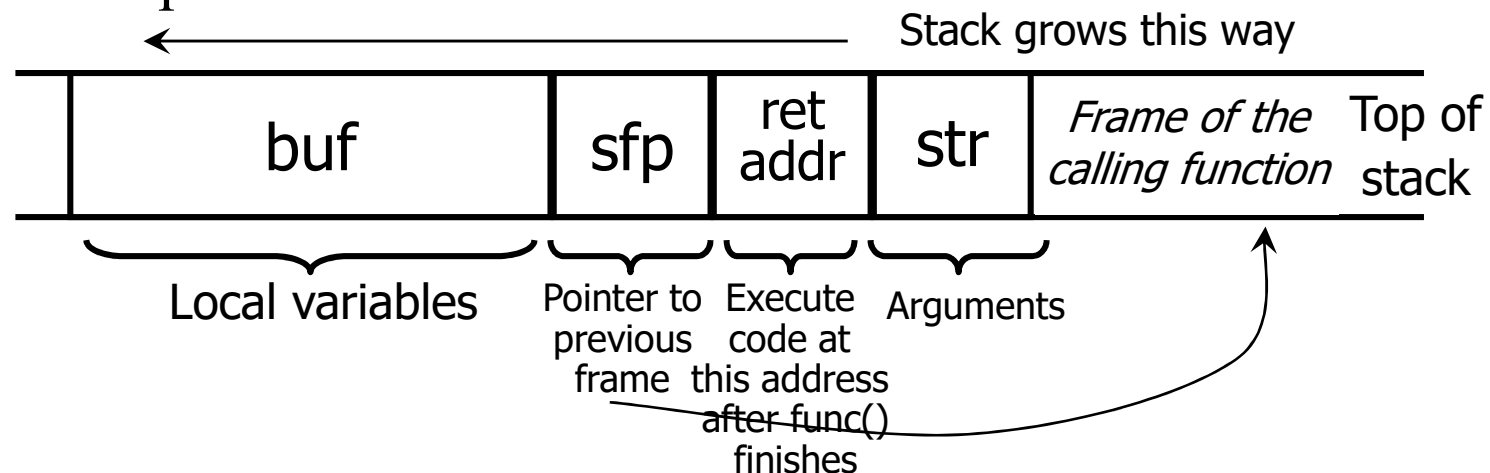 Stack grows this way
buf
sfp
ret
addr
str
Frame of the
calling function
Top of
stack
Local variables
Pointer to
previous
frame
Execute
code at
this address
after func()
finishes
Arguments